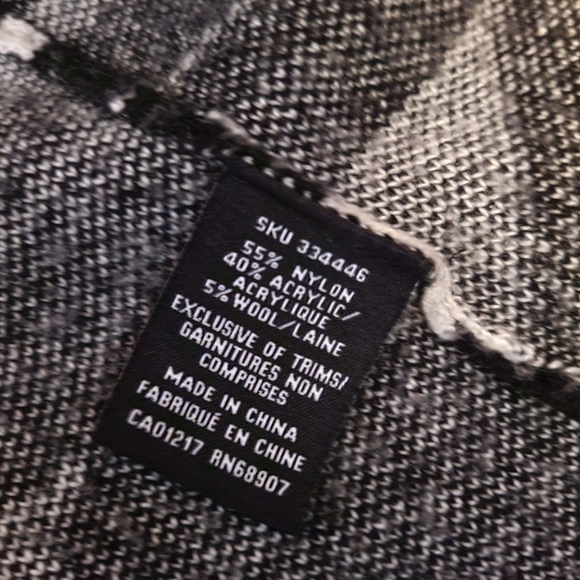 SKU 334446
55% NYLON
40% ACRYLIC/
ACRYLIQUE
5% WOOL/LAINE
EXCLUSIVE OF TRIMS/
GARNITURES NON
COMPRISES
MADE IN CHINA
FABRIQUÉ EN CHINE
CA01217 RN68907